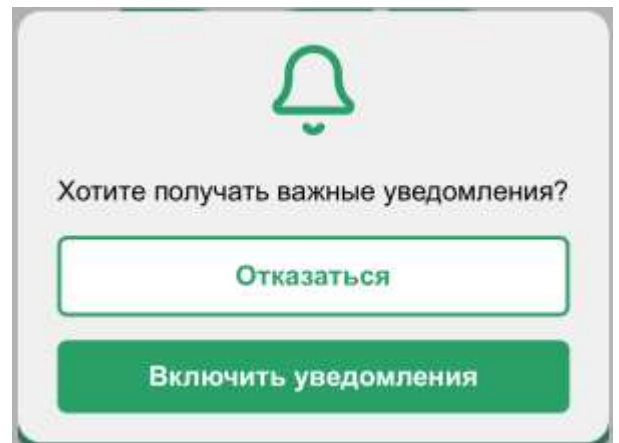 Хотите получать важные уведомления?
Отказаться
Включить уведомления